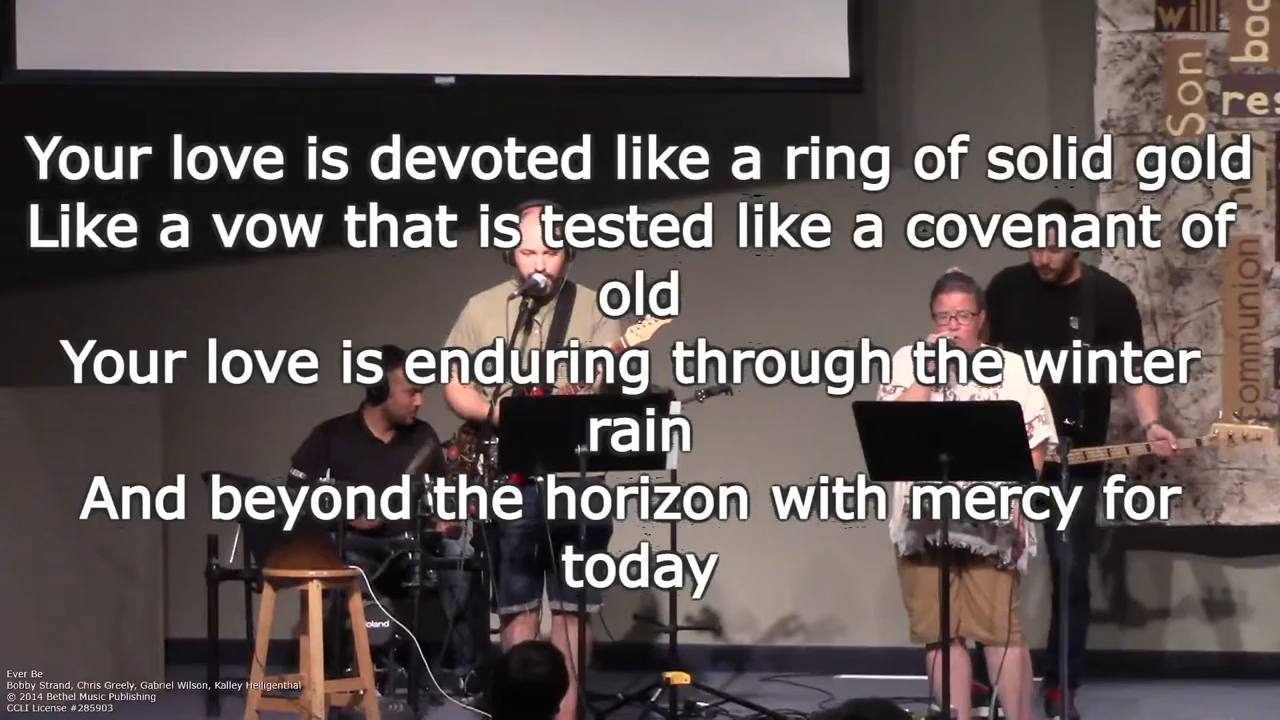 will
Son
res
communion
Your love is devoted like a ring of solid gold
Like a vow that is tested like a covenant of
old
Your love is enduring through the winter
rain
And beyond the horizon with mercy for
today
Roland
Ever Be
Bobby Strand, Chris Greely, Gabriel Wilson, Kalley Heiligenthal
© 2014 Bethel Music Publishing
CCLI License #285903